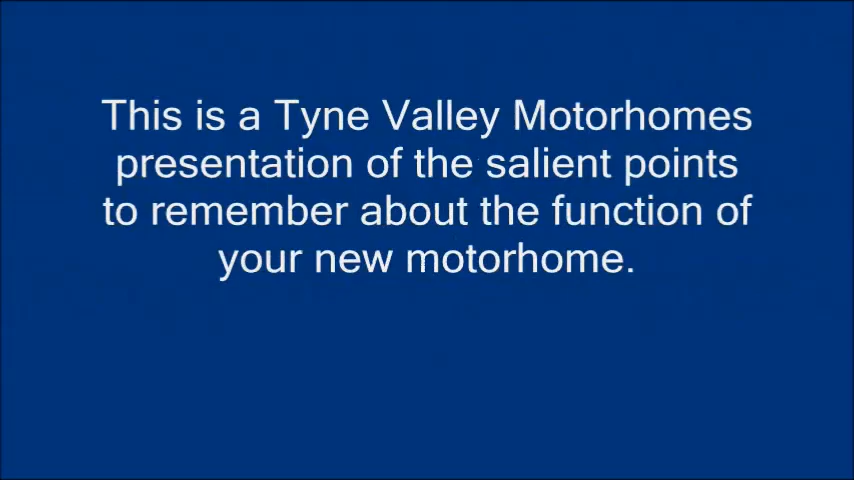 This is a Tyne Valley Motorhomes
presentation of the salient points
to remember about the function of
your new motorhome.